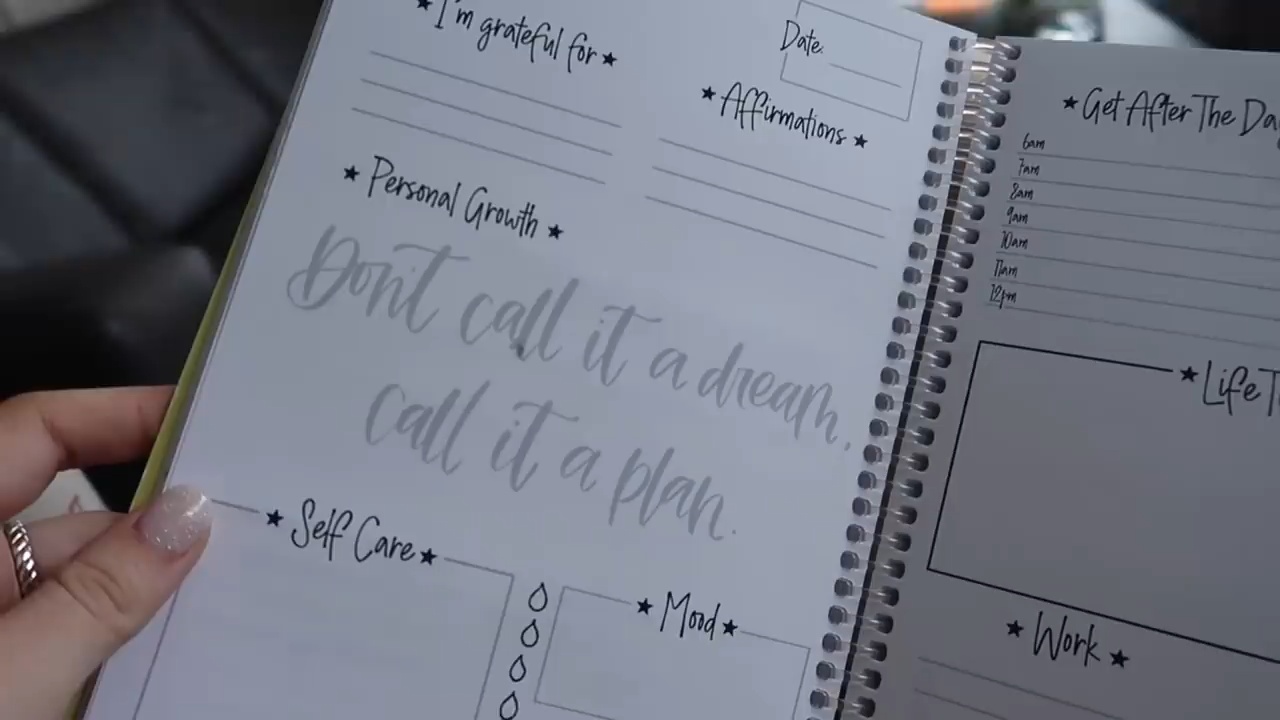 I'm grateful for
Date:
Affirmations
Personal Growth
Don't call it a dream,
call it a plan.
Self Care
Mood
Get After The
6am
7am
8am
9am
10am
11am
12pm
Life
Work